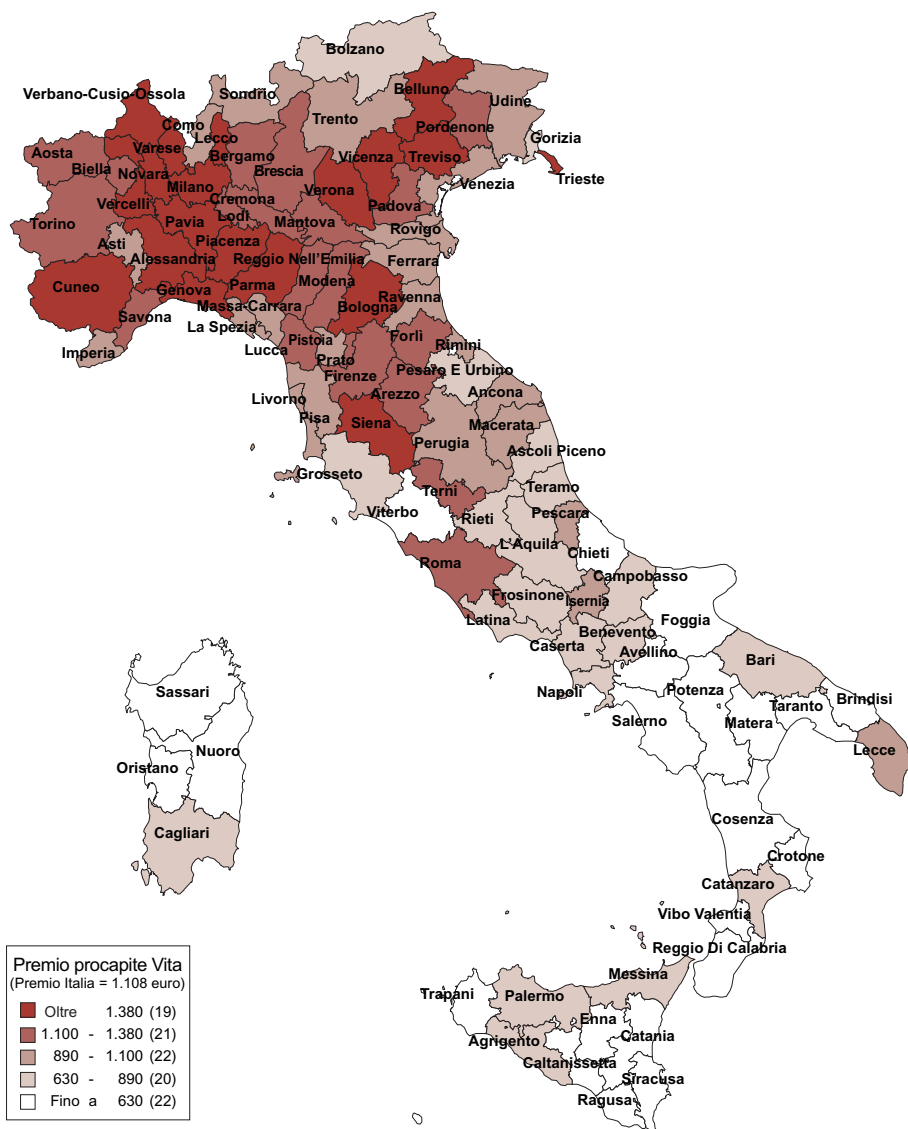 Bolzano
Verbano-Cusio-Ossola
Sondrio
Belluno
Udine
Como
Trento
Pordenone
Gorizia
Lecco
Aosta
Varese
Bergamo
Vicenza
Treviso
Biella
Novara
Brescia
Trieste
Milano
Verona
Venezia
Vercelli
Cremona
Padova
Lodi
Torino
Pavia
Mantova
Rovigo
Asti
Piacenza
Alessandria
Reggio Nell'Emilia
Ferrara
Cuneo
Genova
Parma
Modena
Ravenna
Massa-Carrara
Bologna
Savona
La Spezia
Pistoia
Forlì
Rimini
Imperia
Lucca
Prato
Firenze
Pesaro E Urbino
Arezzo
Ancona
Livorno
Pisa
Siena
Macerata
Perugia
Ascoli Piceno
Grosseto
Terni
Teramo
Viterbo
Rieti
Pescara
L'Aquila
Chieti
Roma
Campobasso
Frosinone
Isernia
Latina
Foggia
Benevento
Caserta
Avellino
Bari
Sassari
Napoli
Potenza
Brindisi
Salerno
Matera
Taranto
Nuoro
Lecce
Oristano
Cosenza
Cagliari
Crotone
Catanzaro
Vibo Valentia
Reggio Di Calabria
Messina
Trapani
Palermo
Enna
Catania
Agrigento
Caltanissetta
Siracusa
Ragusa
Premio procapite Vita
(Premio Italia = 1.108 euro)
Oltre 1.380 (19)
1.100 - 1.380 (21)
890 - 1.100 (22)
630 - 890 (20)
Fino a 630 (22)